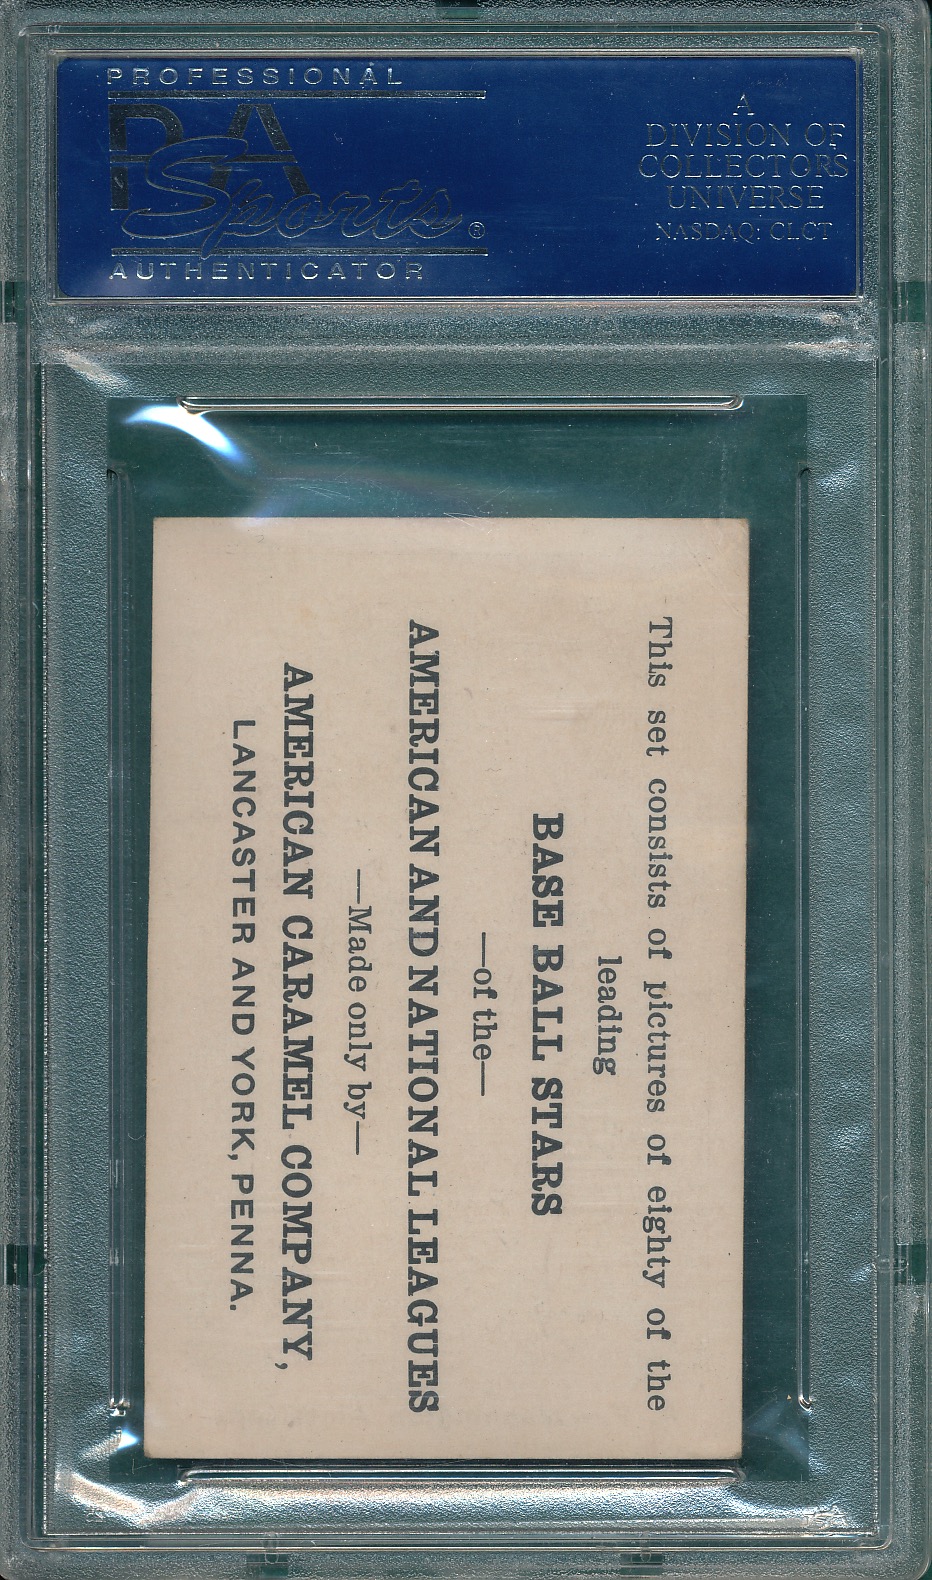 PROFESSIONAL
PSA
Sports®
AUTHENTICATOR
A
DIVISION OF
COLLECTORS
UNIVERSE
NASDAQ: CLCT
This set consists of pictures of eighty of the
leading
BASE BALL STARS
—of the—
AMERICAN AND NATIONAL LEAGUES
—Made only by—
AMERICAN CARAMEL COMPANY,
LANCASTER AND YORK, PENNA.